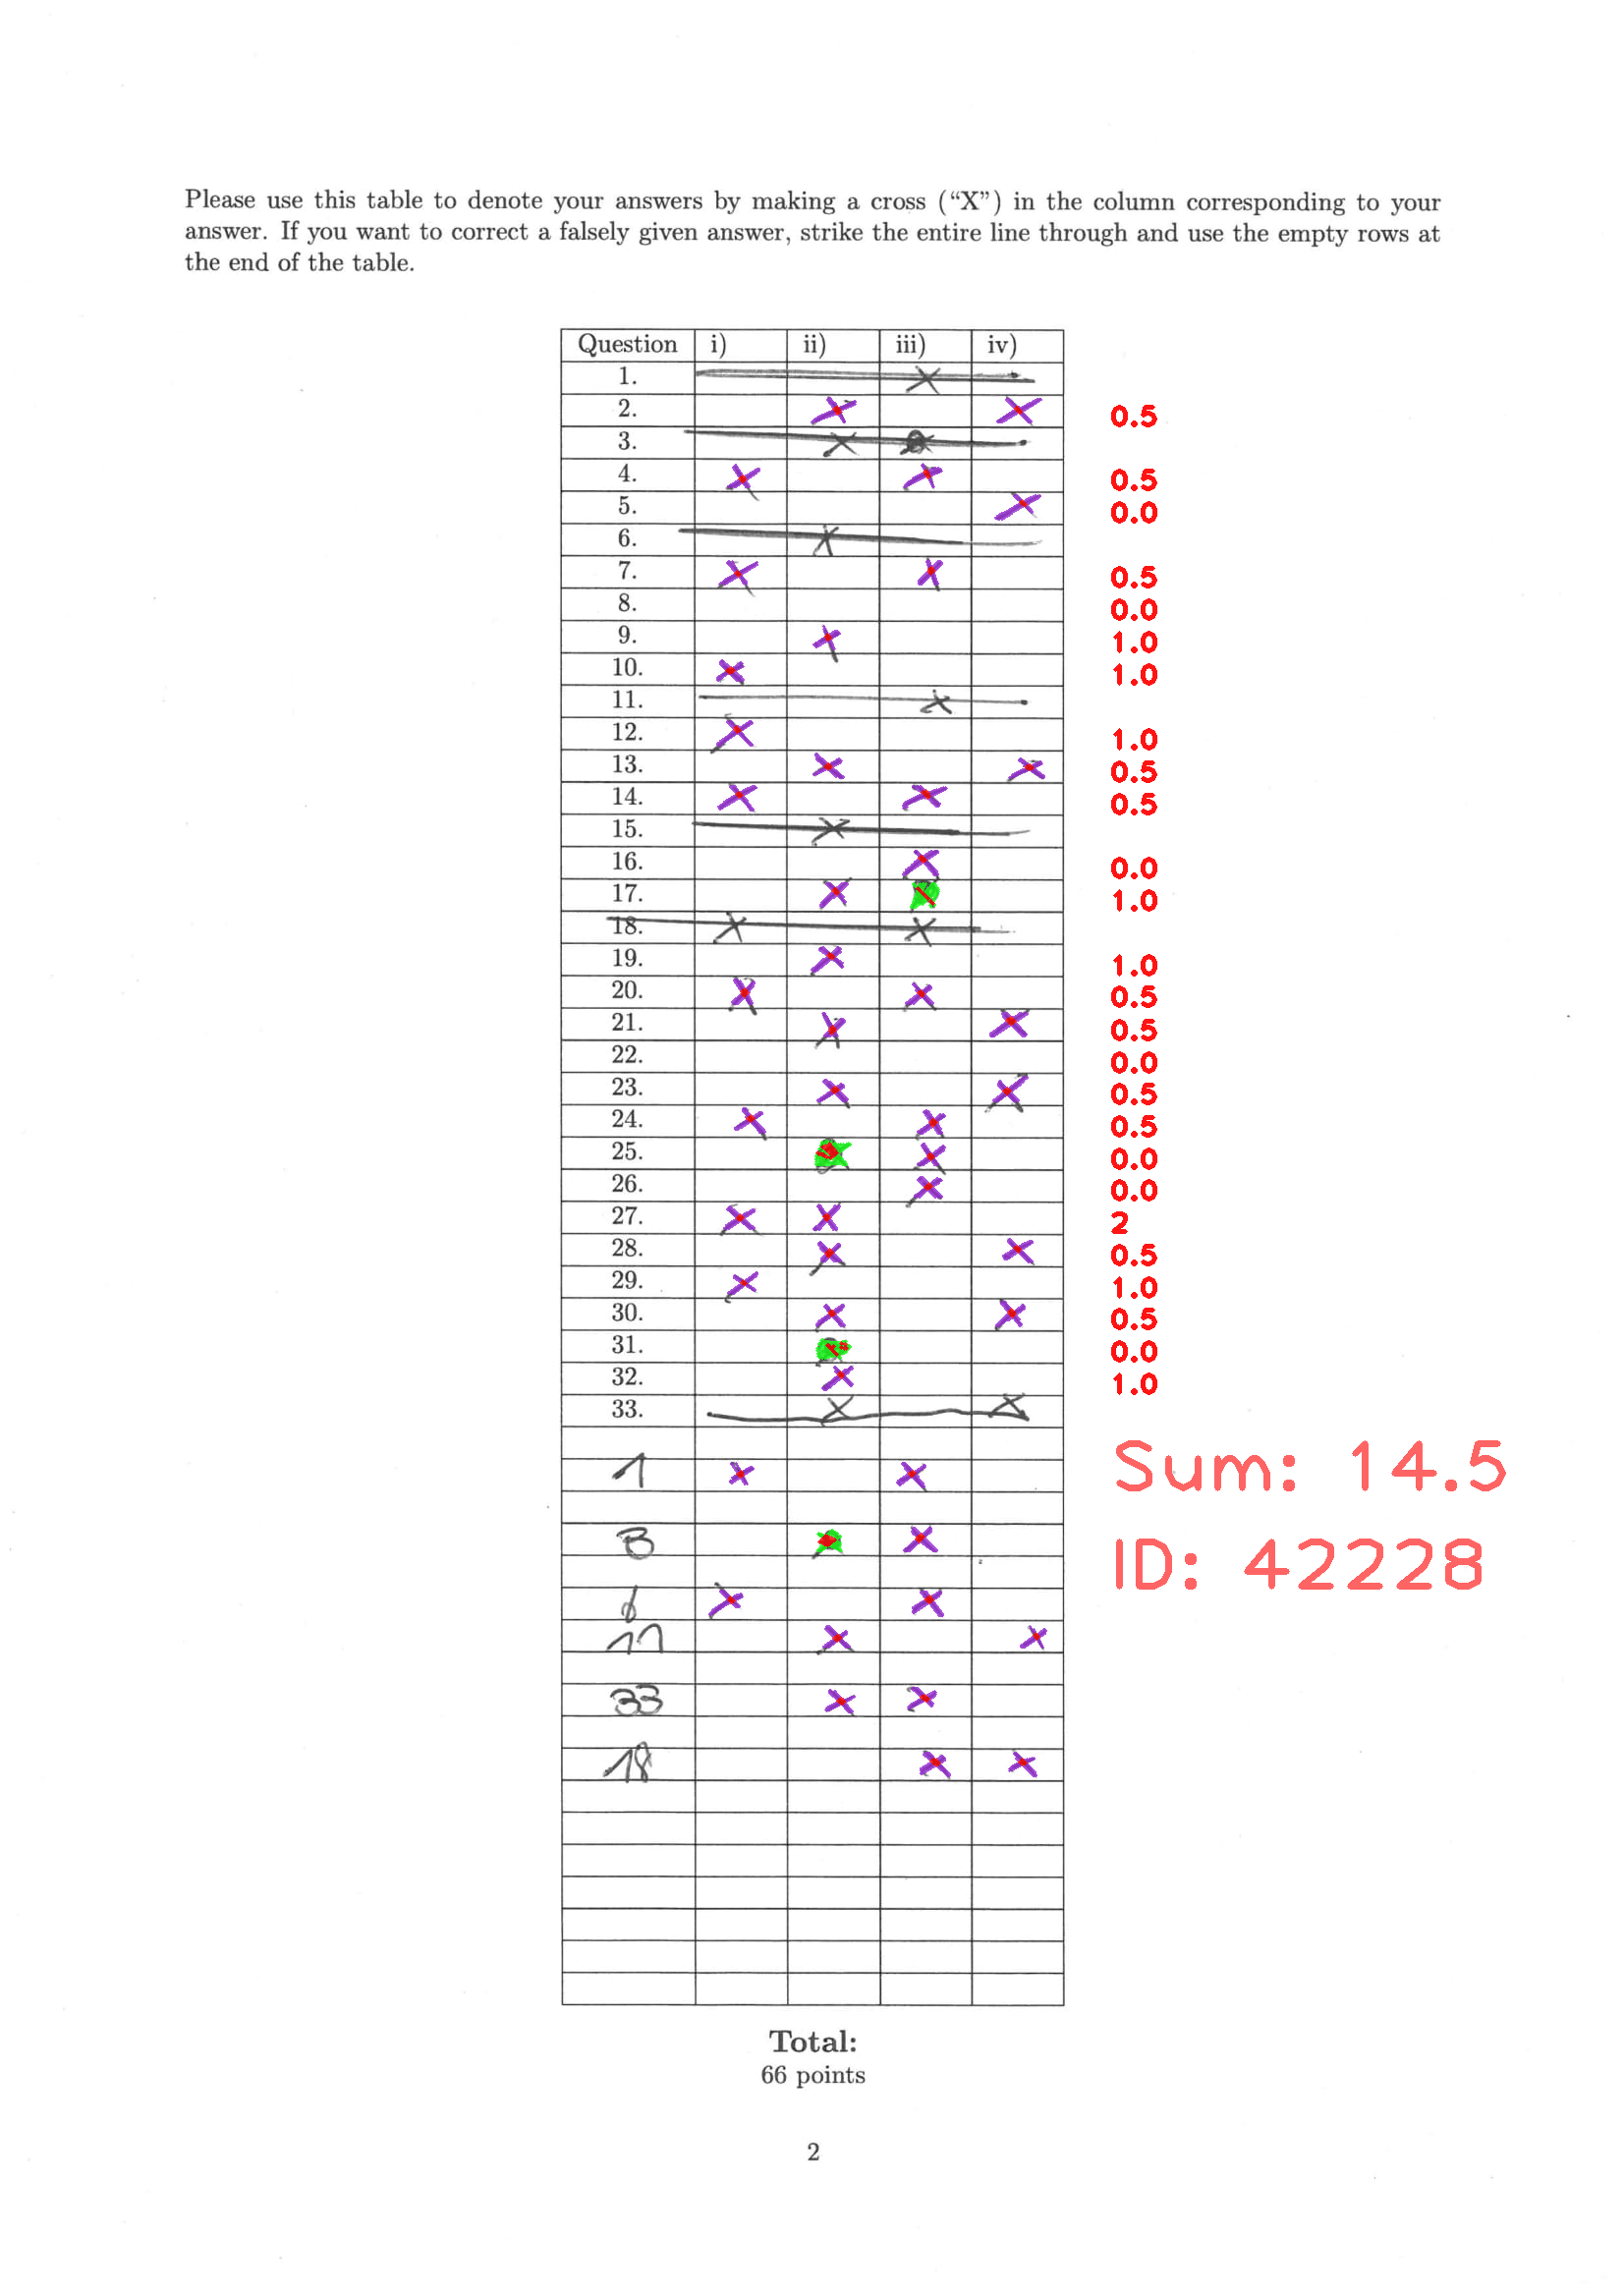 Please use this table to denote your answers by making a cross (“X”) in the column corresponding to your
answer. If you want to correct a falsely given answer, strike the entire line through and use the empty rows at
the end of the table.
Question i) ii) iii) iv)
1. X
2. X X 0.5
3. X
4. X X 0.5
5. X 0.0
6. X
7. X X 0.5
8. 0.0
9. X 1.0
10. X 1.0
11. X
12. X 1.0
13. X X 0.5
14. X X 0.5
15. X
16. X 0.0
17. X 1.0
18. X X
19. X 1.0
20. X X 0.5
21. X X 0.5
22. 0.0
23. X X 0.5
24. X X 0.5
25. X 0.0
26. X 0.0
27. X X 2
28. X X 0.5
29. X 1.0
30. X X 0.5
31. 0.0
32. X 1.0
33. X X
1 X X
Sum: 14.5
3 X
ID: 42228
6 X X
11 X X
33 X X
18 X X
Total:
66 points
2